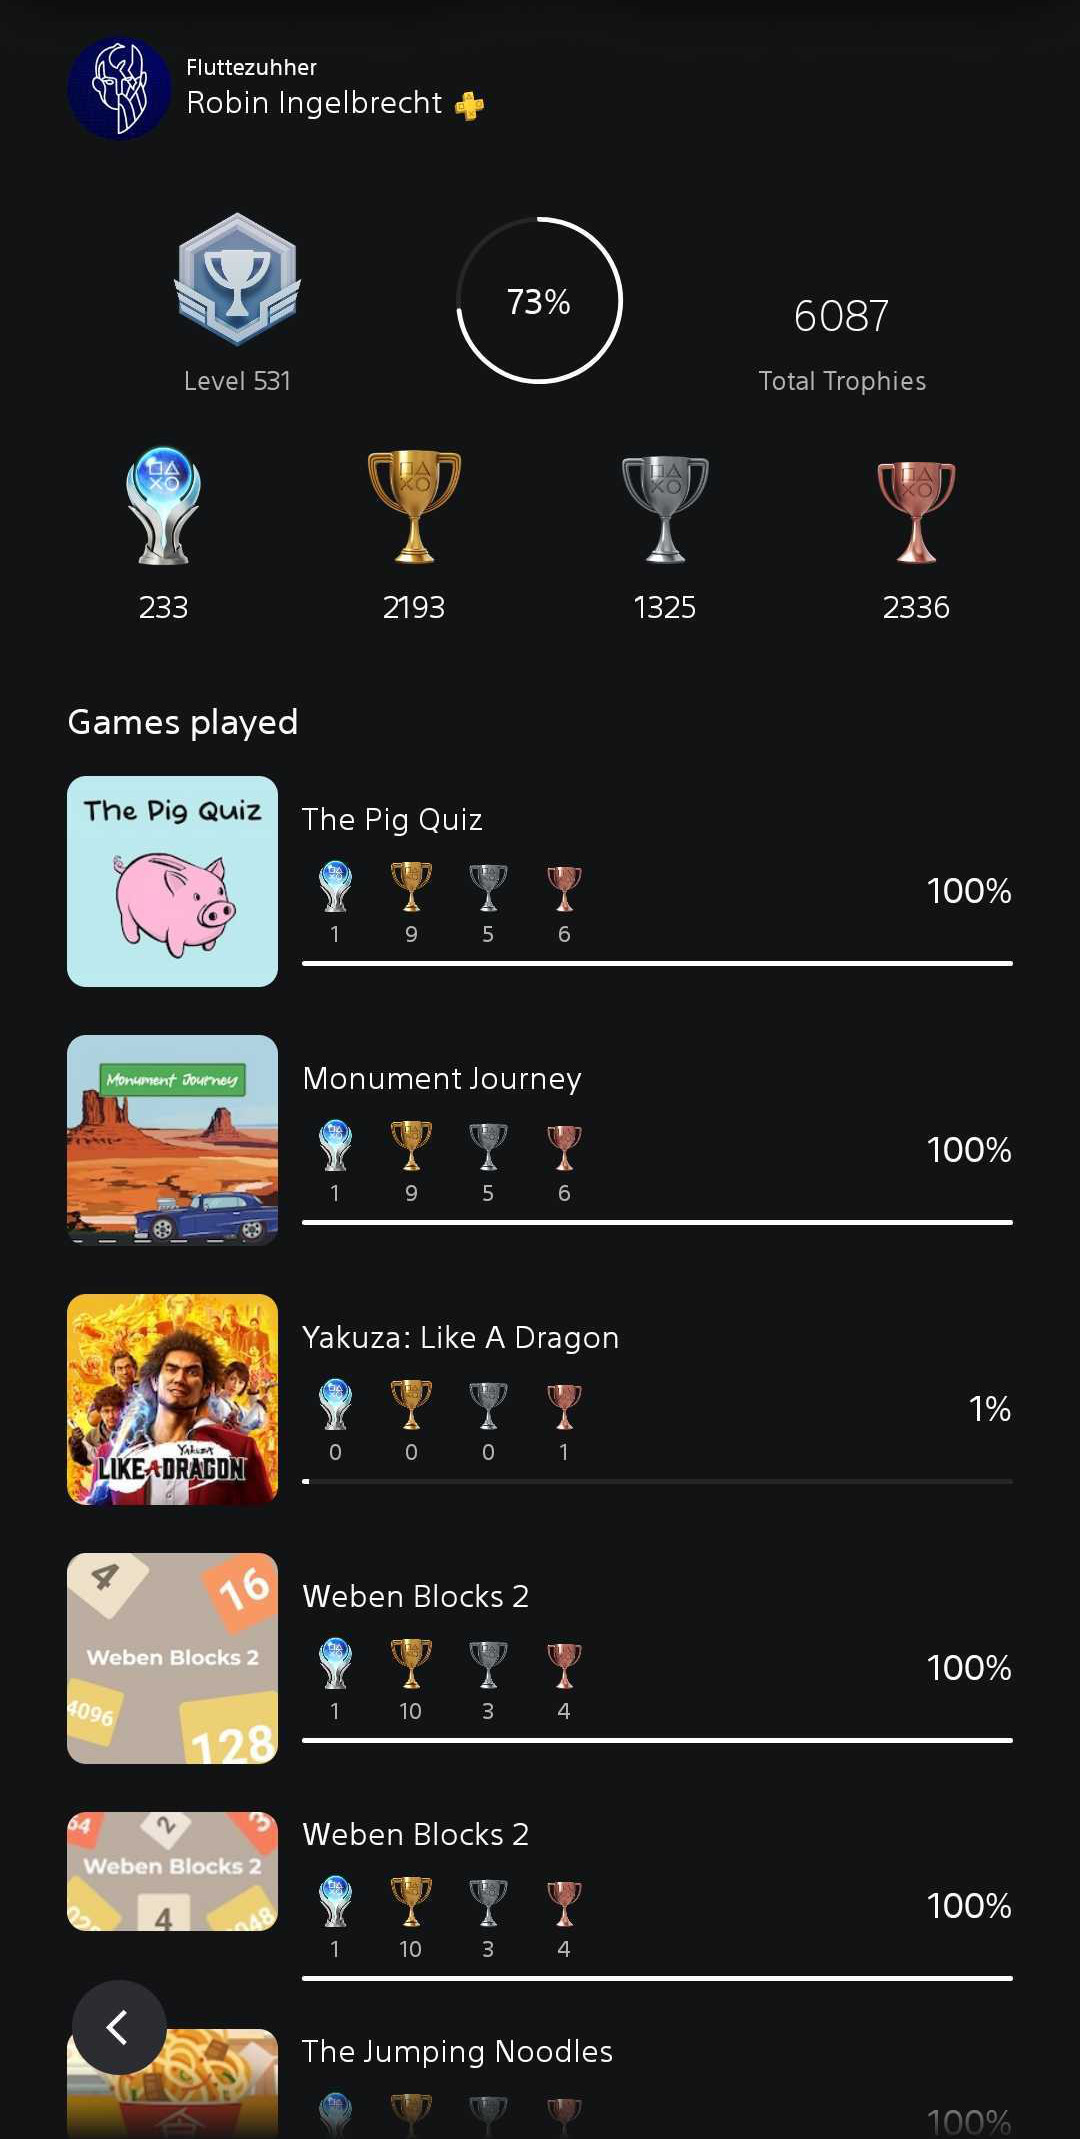 Fluttezuhher
Robin Ingelbrecht
73%
6087
Level 531
Total Trophies
233
2193
1325
2336
Games played
The Pig Quiz
The Pig Quiz
1
9
5
6
100%
Monument Journey
Monument Journey
1
9
5
6
100%
Yakuza
LIKE A DRAGON
Yakuza: Like A Dragon
0
0
0
1
1%
4
16
Weben Blocks 2
4096
128
Weben Blocks 2
1
10
3
4
100%
64
2
Weben Blocks 2
4
Weben Blocks 2
1
10
3
4
100%
The Jumping Noodles
100%